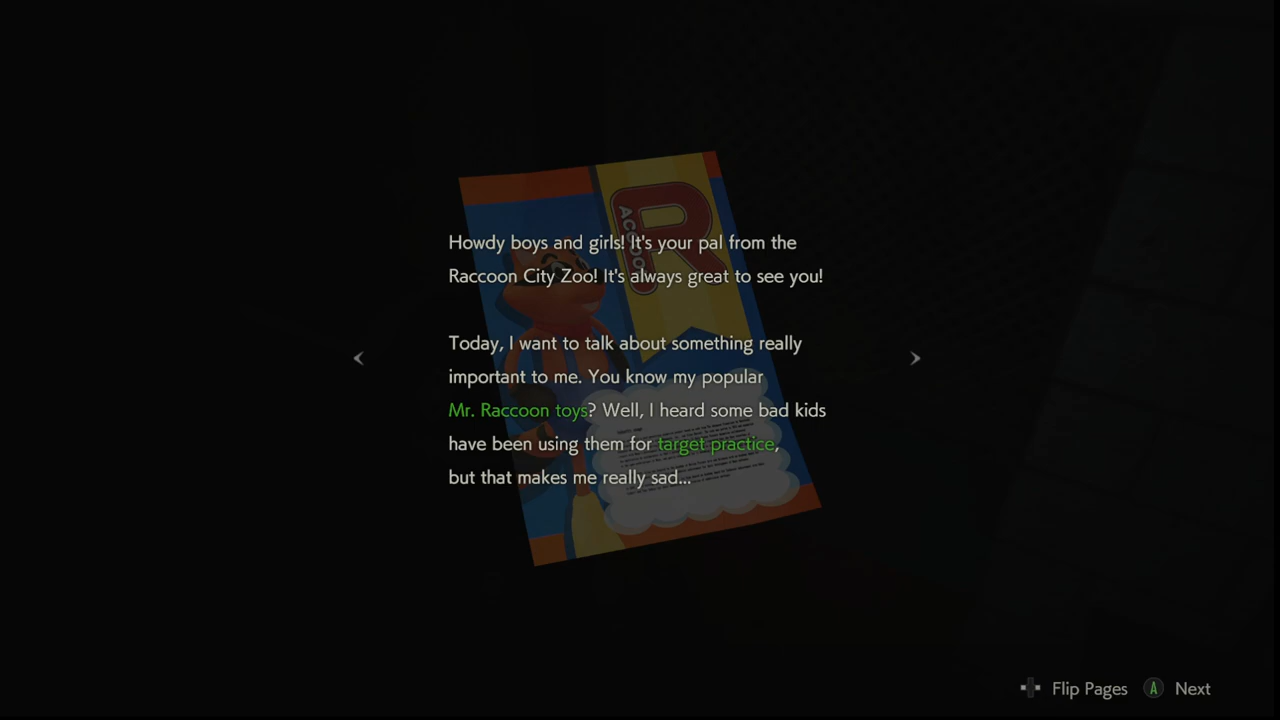 Howdy boys and girls! It's your pal from the
Raccoon City Zoo! It's always great to see you!
Today, I want to talk about something really
important to me. You know my popular
Mr. Raccoon toys? Well, I heard some bad kids
have been using them for target practice,
but that makes me really sad...
RACCOON
Flip Pages
A
Next